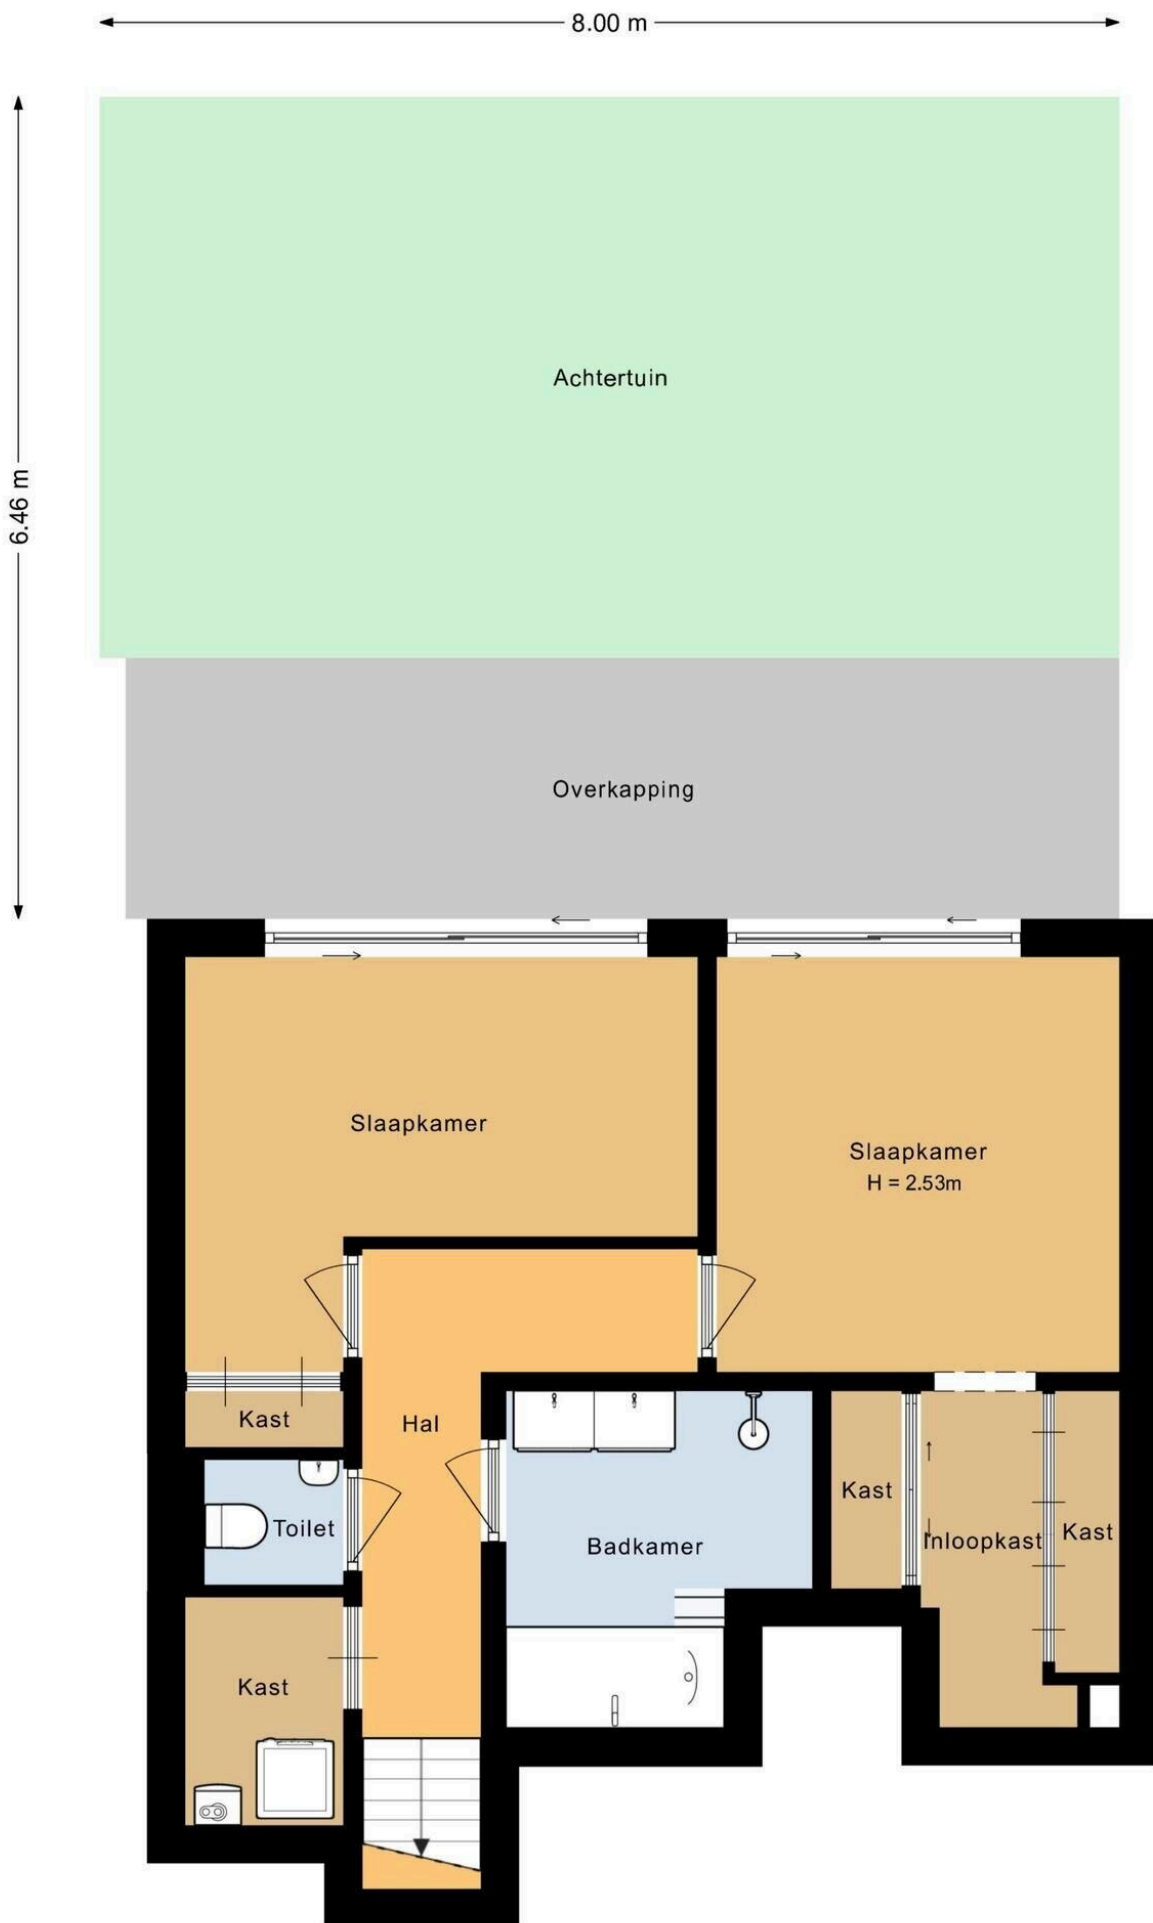 8.00 m
Achtertuin
6.46 m
Overkapping
Slaapkamer
Slaapkamer
H = 2.53m
Kast
Hal
Kast
Toilet
Badkamer
Inloopkast
Kast
Kast